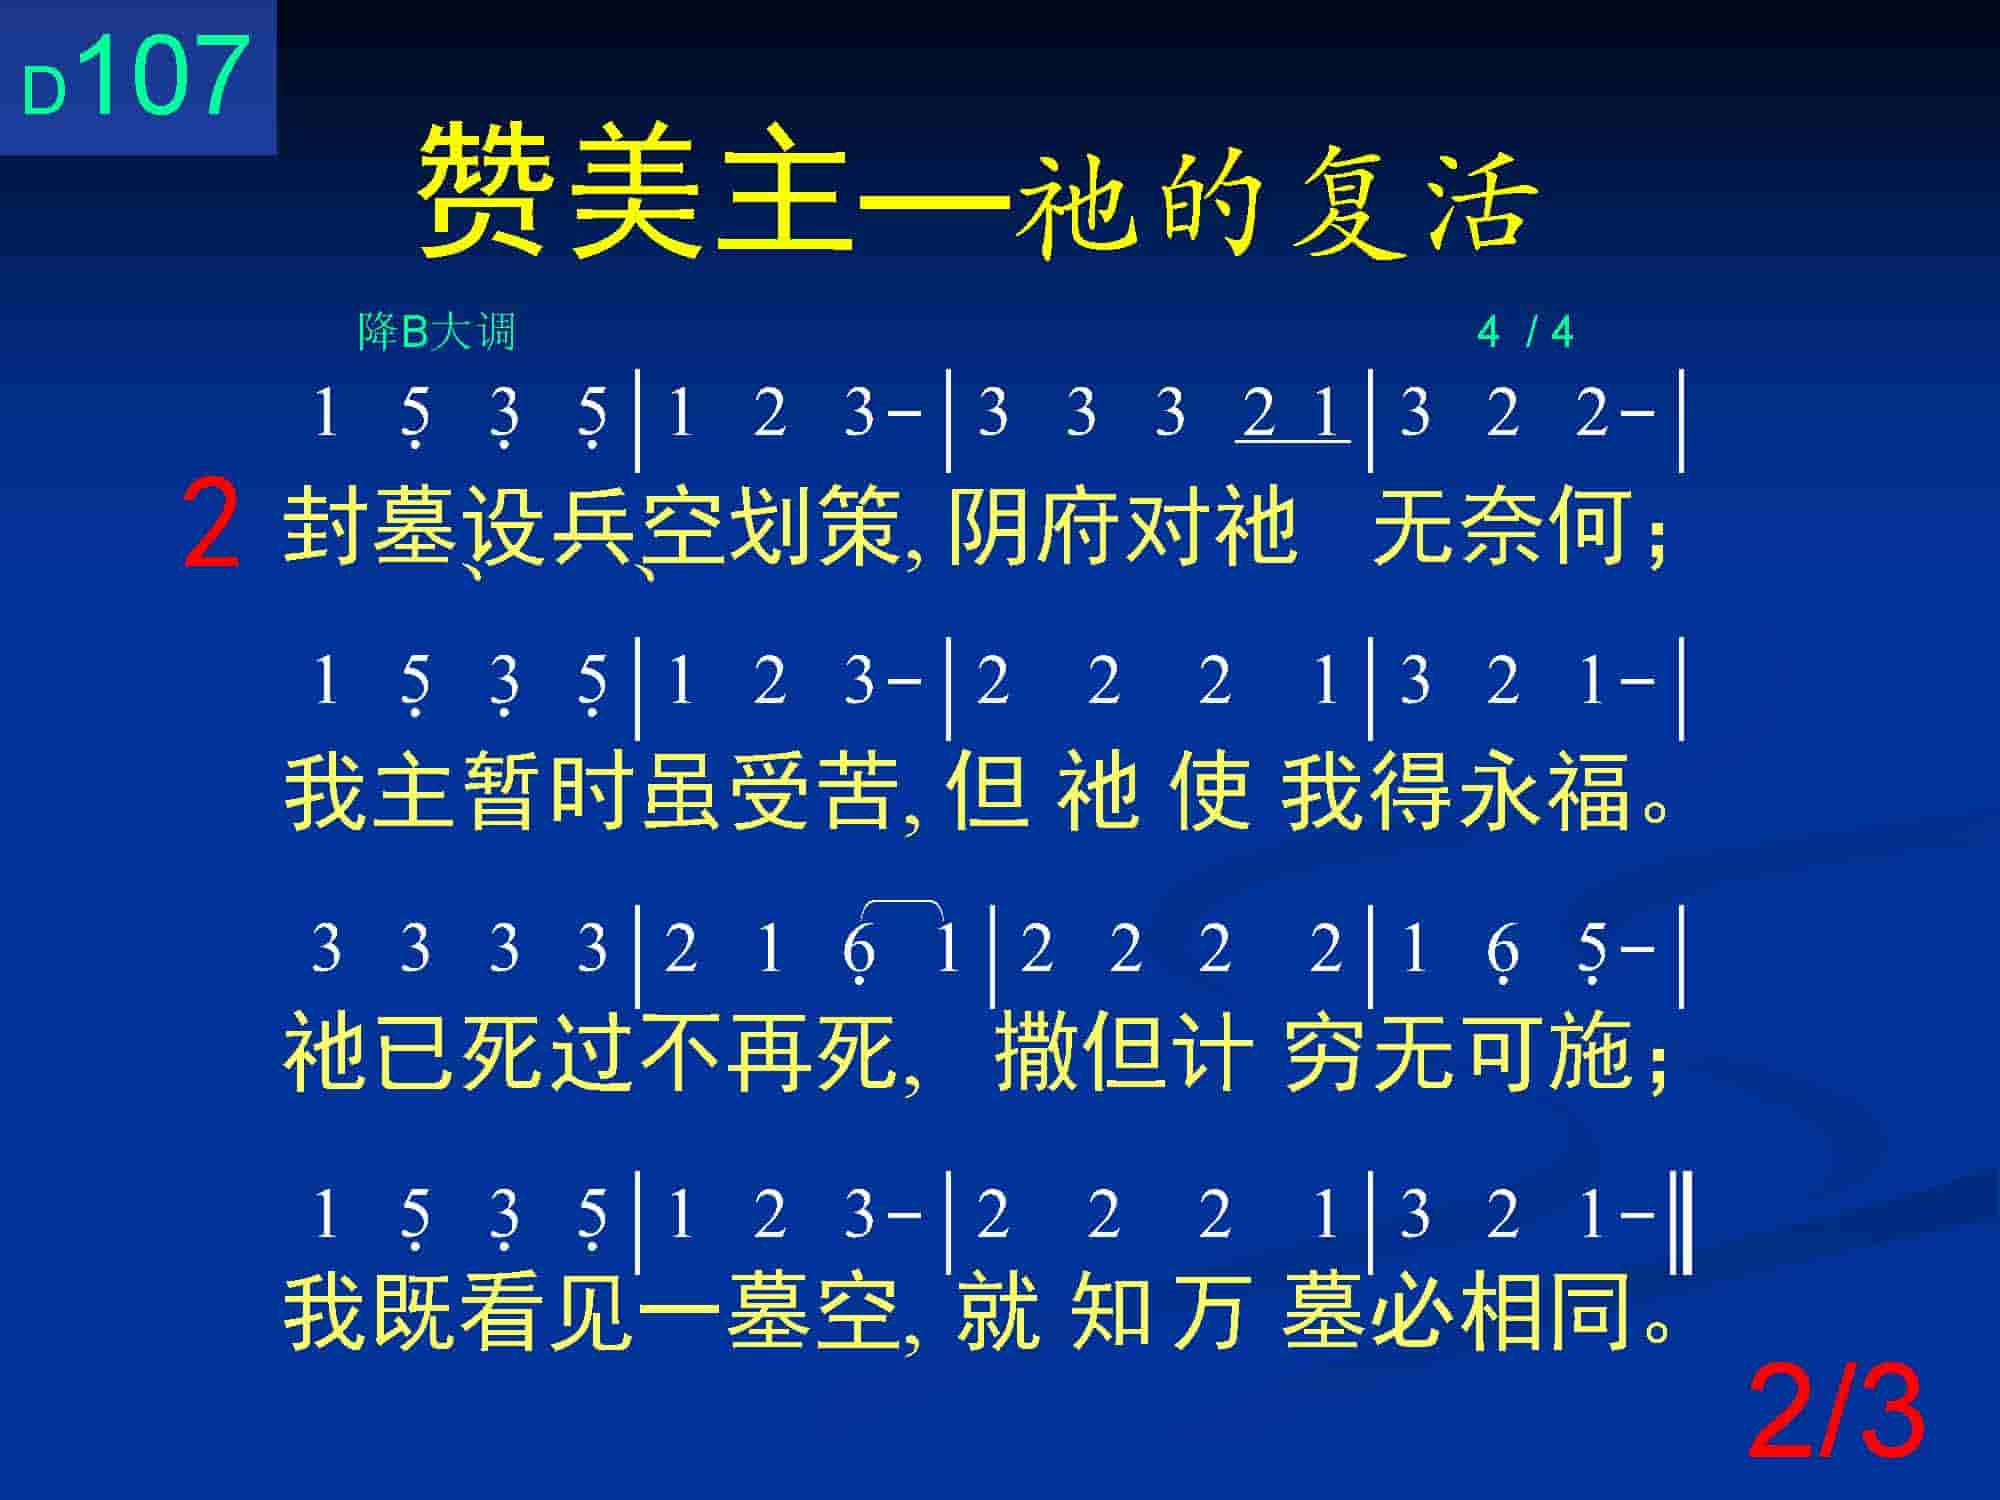 D107
赞美主—祂的复活
降B大调 4 / 4
1 5̣ 3̣ 5̣ | 1 2 3 – | 3 3 3 2 1 | 3 2 2 – |
2 封墓、设兵、空划策, 阴府对祂 无奈何；
1 5̣ 3̣ 5̣ | 1 2 3 – | 2 2 2 1 | 3 2 1 – |
我主暂时虽受苦, 但祂使我得永福。
3 3 3 3 | 2 1 6̣ 1 | 2 2 2 2 | 1 6̣ 5̣ – |
祂已死过不再死, 撒但计穷无可施；
1 5̣ 3̣ 5̣ | 1 2 3 – | 2 2 2 1 | 3 2 1 – ‖
我既看见一墓空, 就知万墓必相同。
2/3